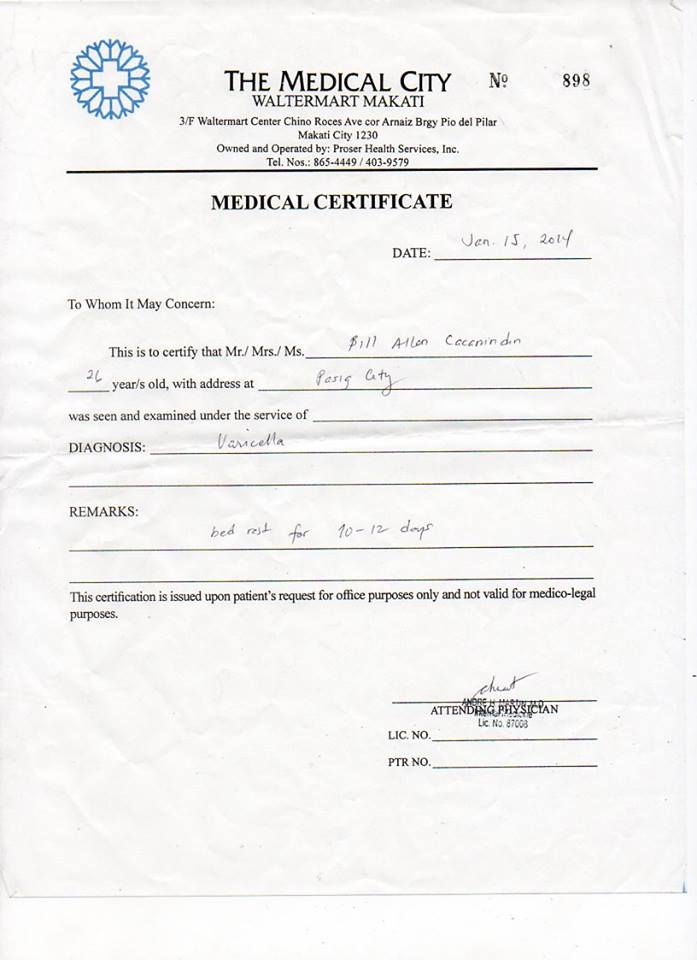 THE MEDICAL CITY
Nº 898
WALTERMART MAKATI
3/F Waltermart Center Chino Roces Ave cor Arnaiz Brgy Pio del Pilar
Makati City 1230
Owned and Operated by: Proser Health Services, Inc.
Tel. Nos.: 865-4449 / 403-9579
MEDICAL CERTIFICATE
DATE: Jan. 15, 2014
To Whom It May Concern:
This is to certify that Mr./ Mrs./ Ms. Bill Allen Cacanindin
26 year/s old, with address at Pasig City
was seen and examined under the service of
DIAGNOSIS: Varicella
REMARKS:
bed rest for 10-12 days
This certification is issued upon patient's request for office purposes only and not valid for medico-legal
purposes.
ANDRE H. MARTIN, M.D.
ATTENDING PHYSICIAN
Lic. No. 87008
LIC. NO.
PTR NO.